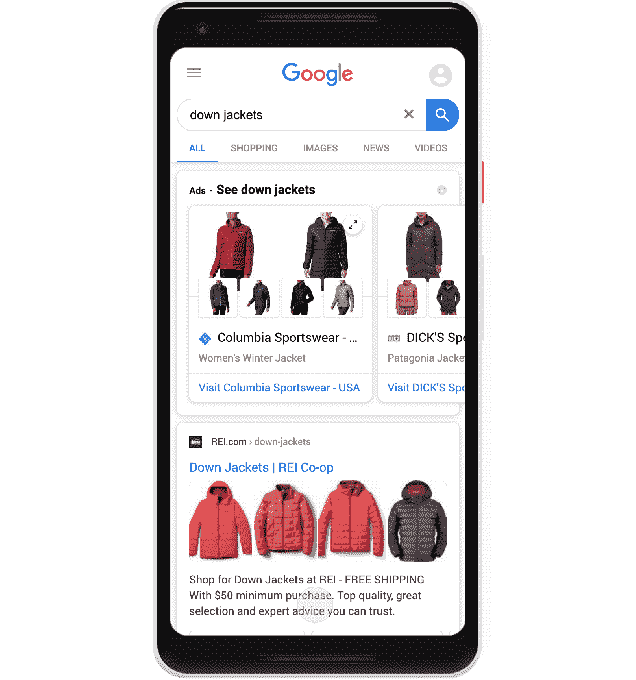 Google
down jackets
ALL SHOPPING IMAGES NEWS VIDEOS
Ads · See down jackets
Columbia Sportswear - ...
DICK'S Spo
Women's Winter Jacket
Patagonia Jacke
Visit Columbia Sportswear - USA
Visit DICK'S Spo
REI.com › down-jackets
Down Jackets | REI Co-op
Shop for Down Jackets at REI - FREE SHIPPING
With $50 minimum purchase. Top quality, great
selection and expert advice you can trust.